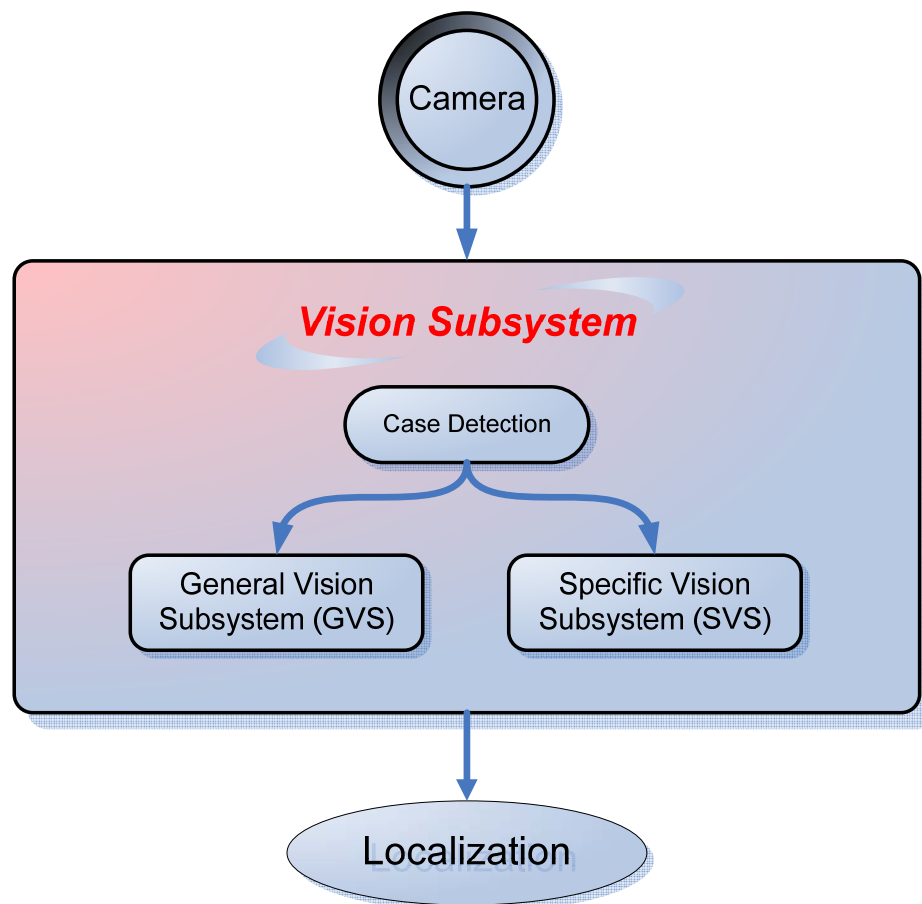 Camera
Vision Subsystem
Case Detection
General Vision
Subsystem (GVS)
Specific Vision
Subsystem (SVS)
Localization